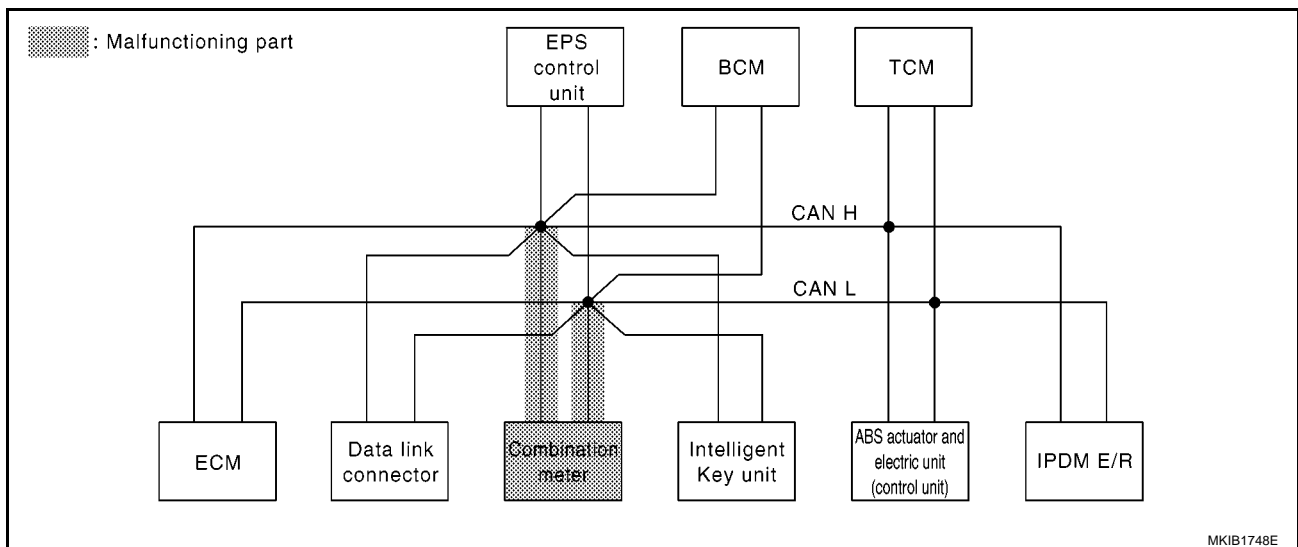 : Malfunctioning part
EPS
control
unit
BCM
TCM
CAN H
CAN L
ECM
Data link
connector
Combination
meter
Intelligent
Key unit
ABS actuator and
electric unit
(control unit)
IPDM E/R
MKIB1748E